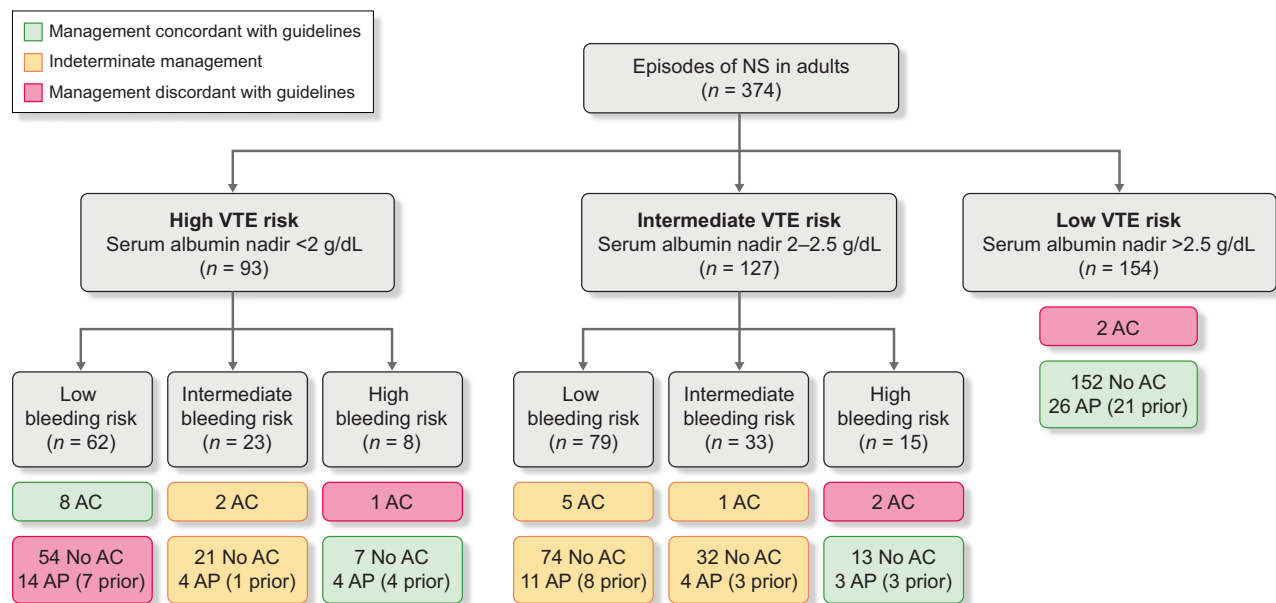 Management concordant with guidelines
Indeterminate management
Management discordant with guidelines
Episodes of NS in adults
(n = 374)
High VTE risk
Serum albumin nadir <2 g/dL
(n = 93)
Intermediate VTE risk
Serum albumin nadir 2–2.5 g/dL
(n = 127)
Low VTE risk
Serum albumin nadir >2.5 g/dL
(n = 154)
2 AC
152 No AC
26 AP (21 prior)
Low
bleeding risk
(n = 62)
Intermediate
bleeding risk
(n = 23)
High
bleeding risk
(n = 8)
Low
bleeding risk
(n = 79)
Intermediate
bleeding risk
(n = 33)
High
bleeding risk
(n = 15)
8 AC
2 AC
1 AC
5 AC
1 AC
2 AC
54 No AC
14 AP (7 prior)
21 No AC
4 AP (1 prior)
7 No AC
4 AP (4 prior)
74 No AC
11 AP (8 prior)
32 No AC
4 AP (3 prior)
13 No AC
3 AP (3 prior)